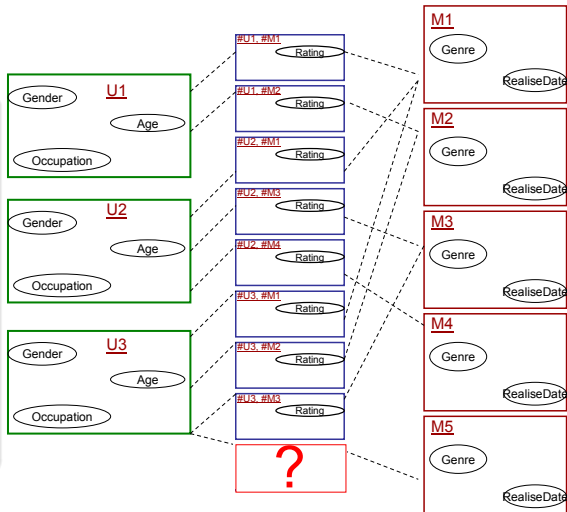 U1
Gender
Age
Occupation
U2
Gender
Age
Occupation
U3
Gender
Age
Occupation
#U1, #M1
Rating
#U1, #M2
Rating
#U2, #M1
Rating
#U2, #M3
Rating
#U2, #M4
Rating
#U3, #M1
Rating
#U3, #M2
Rating
#U3, #M3
Rating
?
M1
Genre
RealiseDate
M2
Genre
RealiseDate
M3
Genre
RealiseDate
M4
Genre
RealiseDate
M5
Genre
RealiseDate